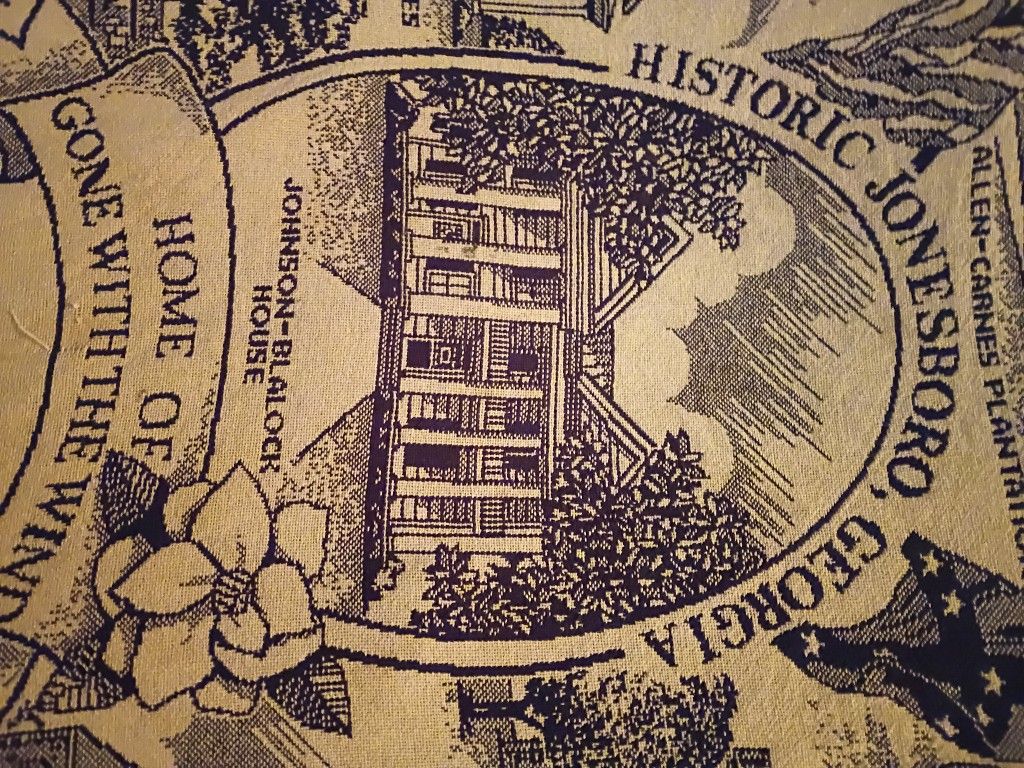 HISTORIC JONESBORO, GEORGIA
ALLEN-CARNES PLANTATION
JOHNSON-BLALOCK
HOUSE
HOME OF
GONE WITH THE WIND